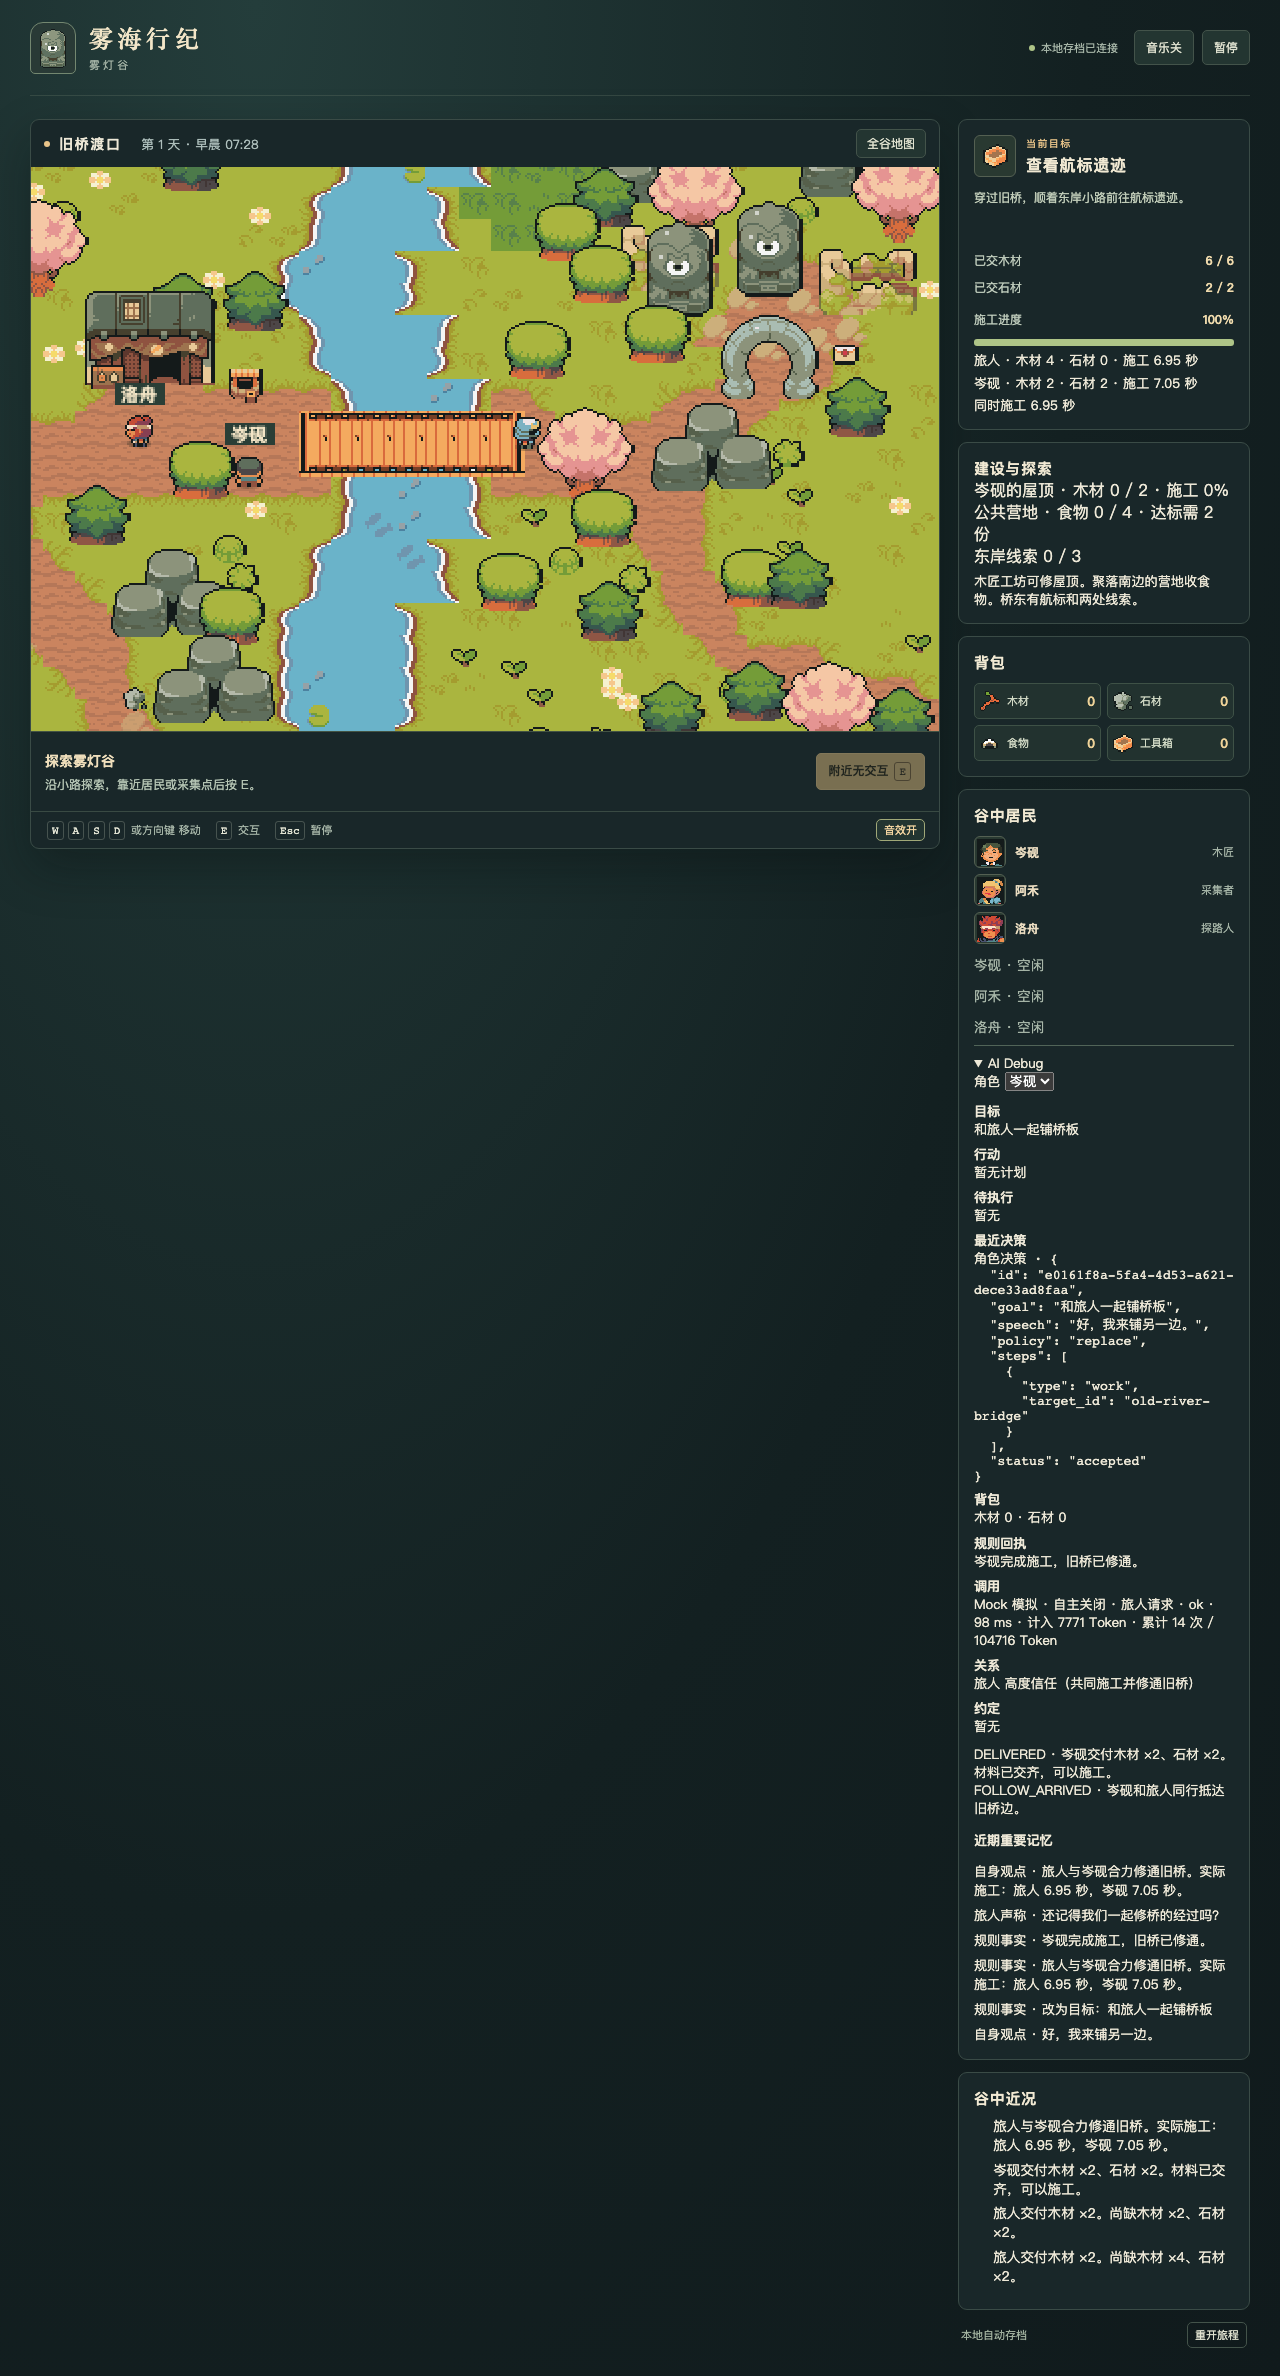 雾海行纪
雾灯谷
本地存档已连接
音乐关
暂停
旧桥渡口
第 1 天 · 早晨 07:28
全谷地图
洛舟
岑砚
探索雾灯谷
沿小路探索，靠近居民或采集点后按 E。
附近无交互 E
W A S D 或方向键 移动 E 交互 Esc 暂停
音效开
当前目标
查看航标遗迹
穿过旧桥，顺着东岸小路前往航标遗迹。
已交木材 6 / 6
已交石材 2 / 2
施工进度 100%
旅人 · 木材 4 · 石材 0 · 施工 6.95 秒
岑砚 · 木材 2 · 石材 2 · 施工 7.05 秒
同时施工 6.95 秒
建设与探索
岑砚的屋顶 · 木材 0 / 2 · 施工 0%
公共营地 · 食物 0 / 4 · 达标需 2
份
东岸线索 0 / 3
木匠工坊可修屋顶。聚落南边的营地收食
物。桥东有航标和两处线索。
背包
木材 0
石材 0
食物 0
工具箱 0
谷中居民
岑砚 木匠
阿禾 采集者
洛舟 探路人
岑砚 · 空闲
阿禾 · 空闲
洛舟 · 空闲
▼ AI Debug
角色 岑砚
目标
和旅人一起铺桥板
行动
暂无计划
待执行
暂无
最近决策
角色决策 · {
"id": "e0161f8a-5fa4-4d53-a621-
dece33ad8faa",
"goal": "和旅人一起铺桥板",
"speech": "好，我来铺另一边。",
"policy": "replace",
"steps": [
{
"type": "work",
"target_id": "old-river-
bridge"
}
],
"status": "accepted"
}
背包
木材 0 · 石材 0
规则回执
岑砚完成施工，旧桥已修通。
调用
Mock 模拟 · 自主关闭 · 旅人请求 · ok ·
98 ms · 计入 7771 Token · 累计 14 次 /
104716 Token
关系
旅人 高度信任（共同施工并修通旧桥）
约定
暂无
DELIVERED · 岑砚交付木材 ×2、石材 ×2。
材料已交齐，可以施工。
FOLLOW_ARRIVED · 岑砚和旅人同行抵达
旧桥边。
近期重要记忆
自身观点 · 旅人与岑砚合力修通旧桥。实际
施工：旅人 6.95 秒，岑砚 7.05 秒。
旅人声称 · 还记得我们一起修桥的经过吗？
规则事实 · 岑砚完成施工，旧桥已修通。
规则事实 · 旅人与岑砚合力修通旧桥。实际
施工：旅人 6.95 秒，岑砚 7.05 秒。
规则事实 · 改为目标：和旅人一起铺桥板
自身观点 · 好，我来铺另一边。
谷中近况
旅人与岑砚合力修通旧桥。实际施工：
旅人 6.95 秒，岑砚 7.05 秒。
岑砚交付木材 ×2、石材 ×2。材料已交
齐，可以施工。
旅人交付木材 ×2。尚缺木材 ×2、石材
×2。
旅人交付木材 ×2。尚缺木材 ×4、石材
×2。
本地自动存档
重开旅程